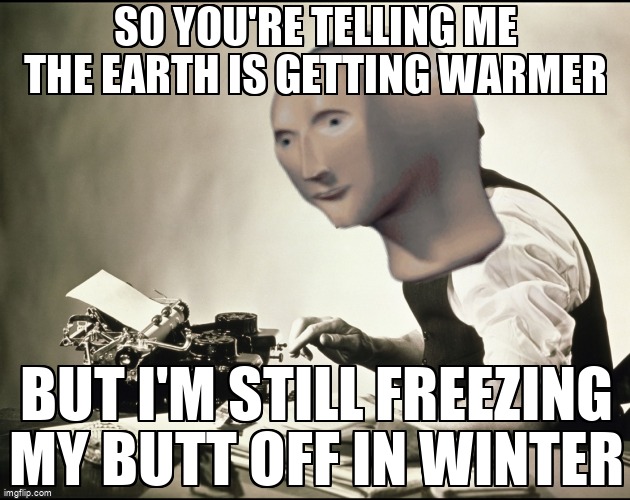 SO YOU'RE TELLING ME
THE EARTH IS GETTING WARMER
BUT I'M STILL FREEZING
MY BUTT OFF IN WINTER
imgflip.com